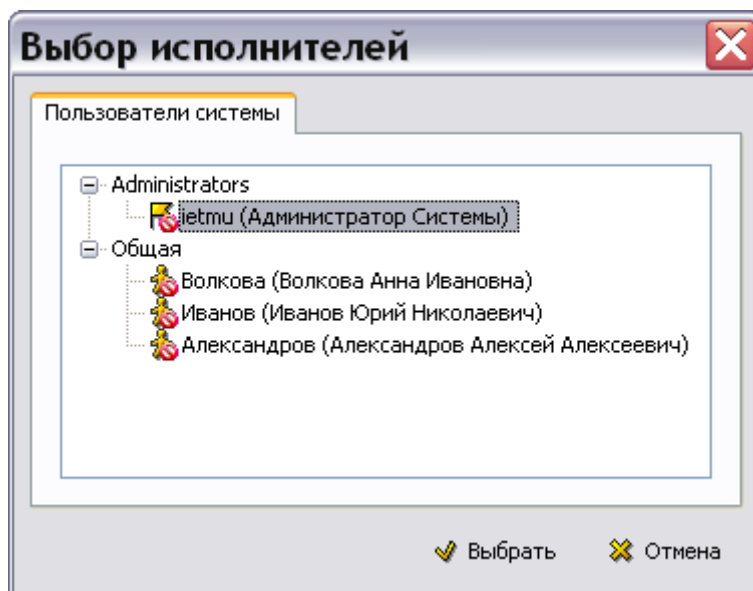 Выбор исполнителей
Пользователи системы
Administrators
ietmu (Администратор Системы)
Общая
Волкова (Волкова Анна Ивановна)
Иванов (Иванов Юрий Николаевич)
Александров (Александров Алексей Алексеевич)
Выбрать Отмена